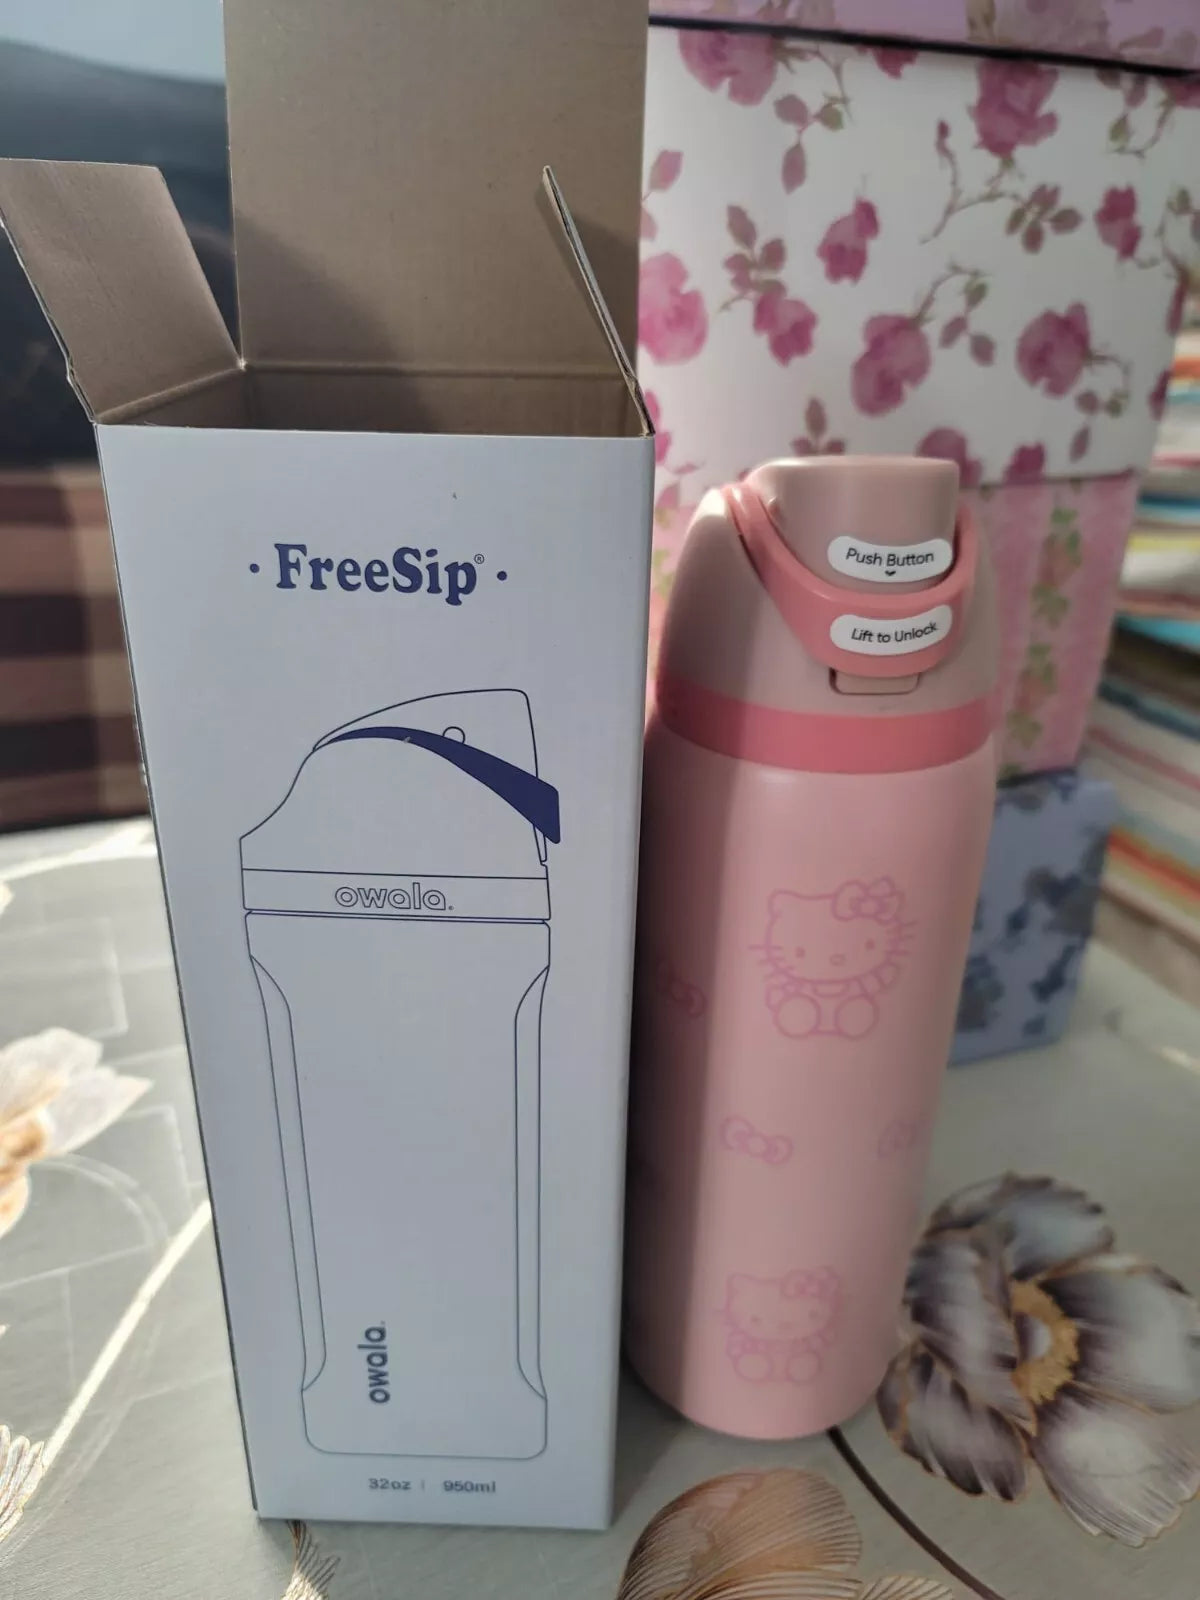 · FreeSip® ·
owala.
owala.
32oz | 950ml
Push Button
Lift to Unlock